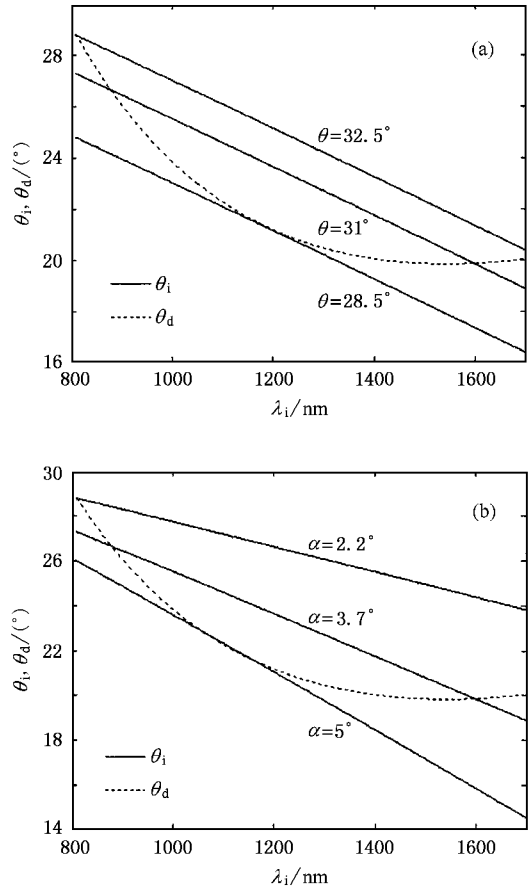 28
24
20
16
θi, θd/(°)
(a)
θ=32.5°
θ=31°
θ=28.5°
θi
θd
800 1000 1200 1400 1600
λi/nm
30
26
22
18
14
θi, θd/(°)
(b)
α=2.2°
α=3.7°
α=5°
θi
θd
800 1000 1200 1400 1600
λi/nm